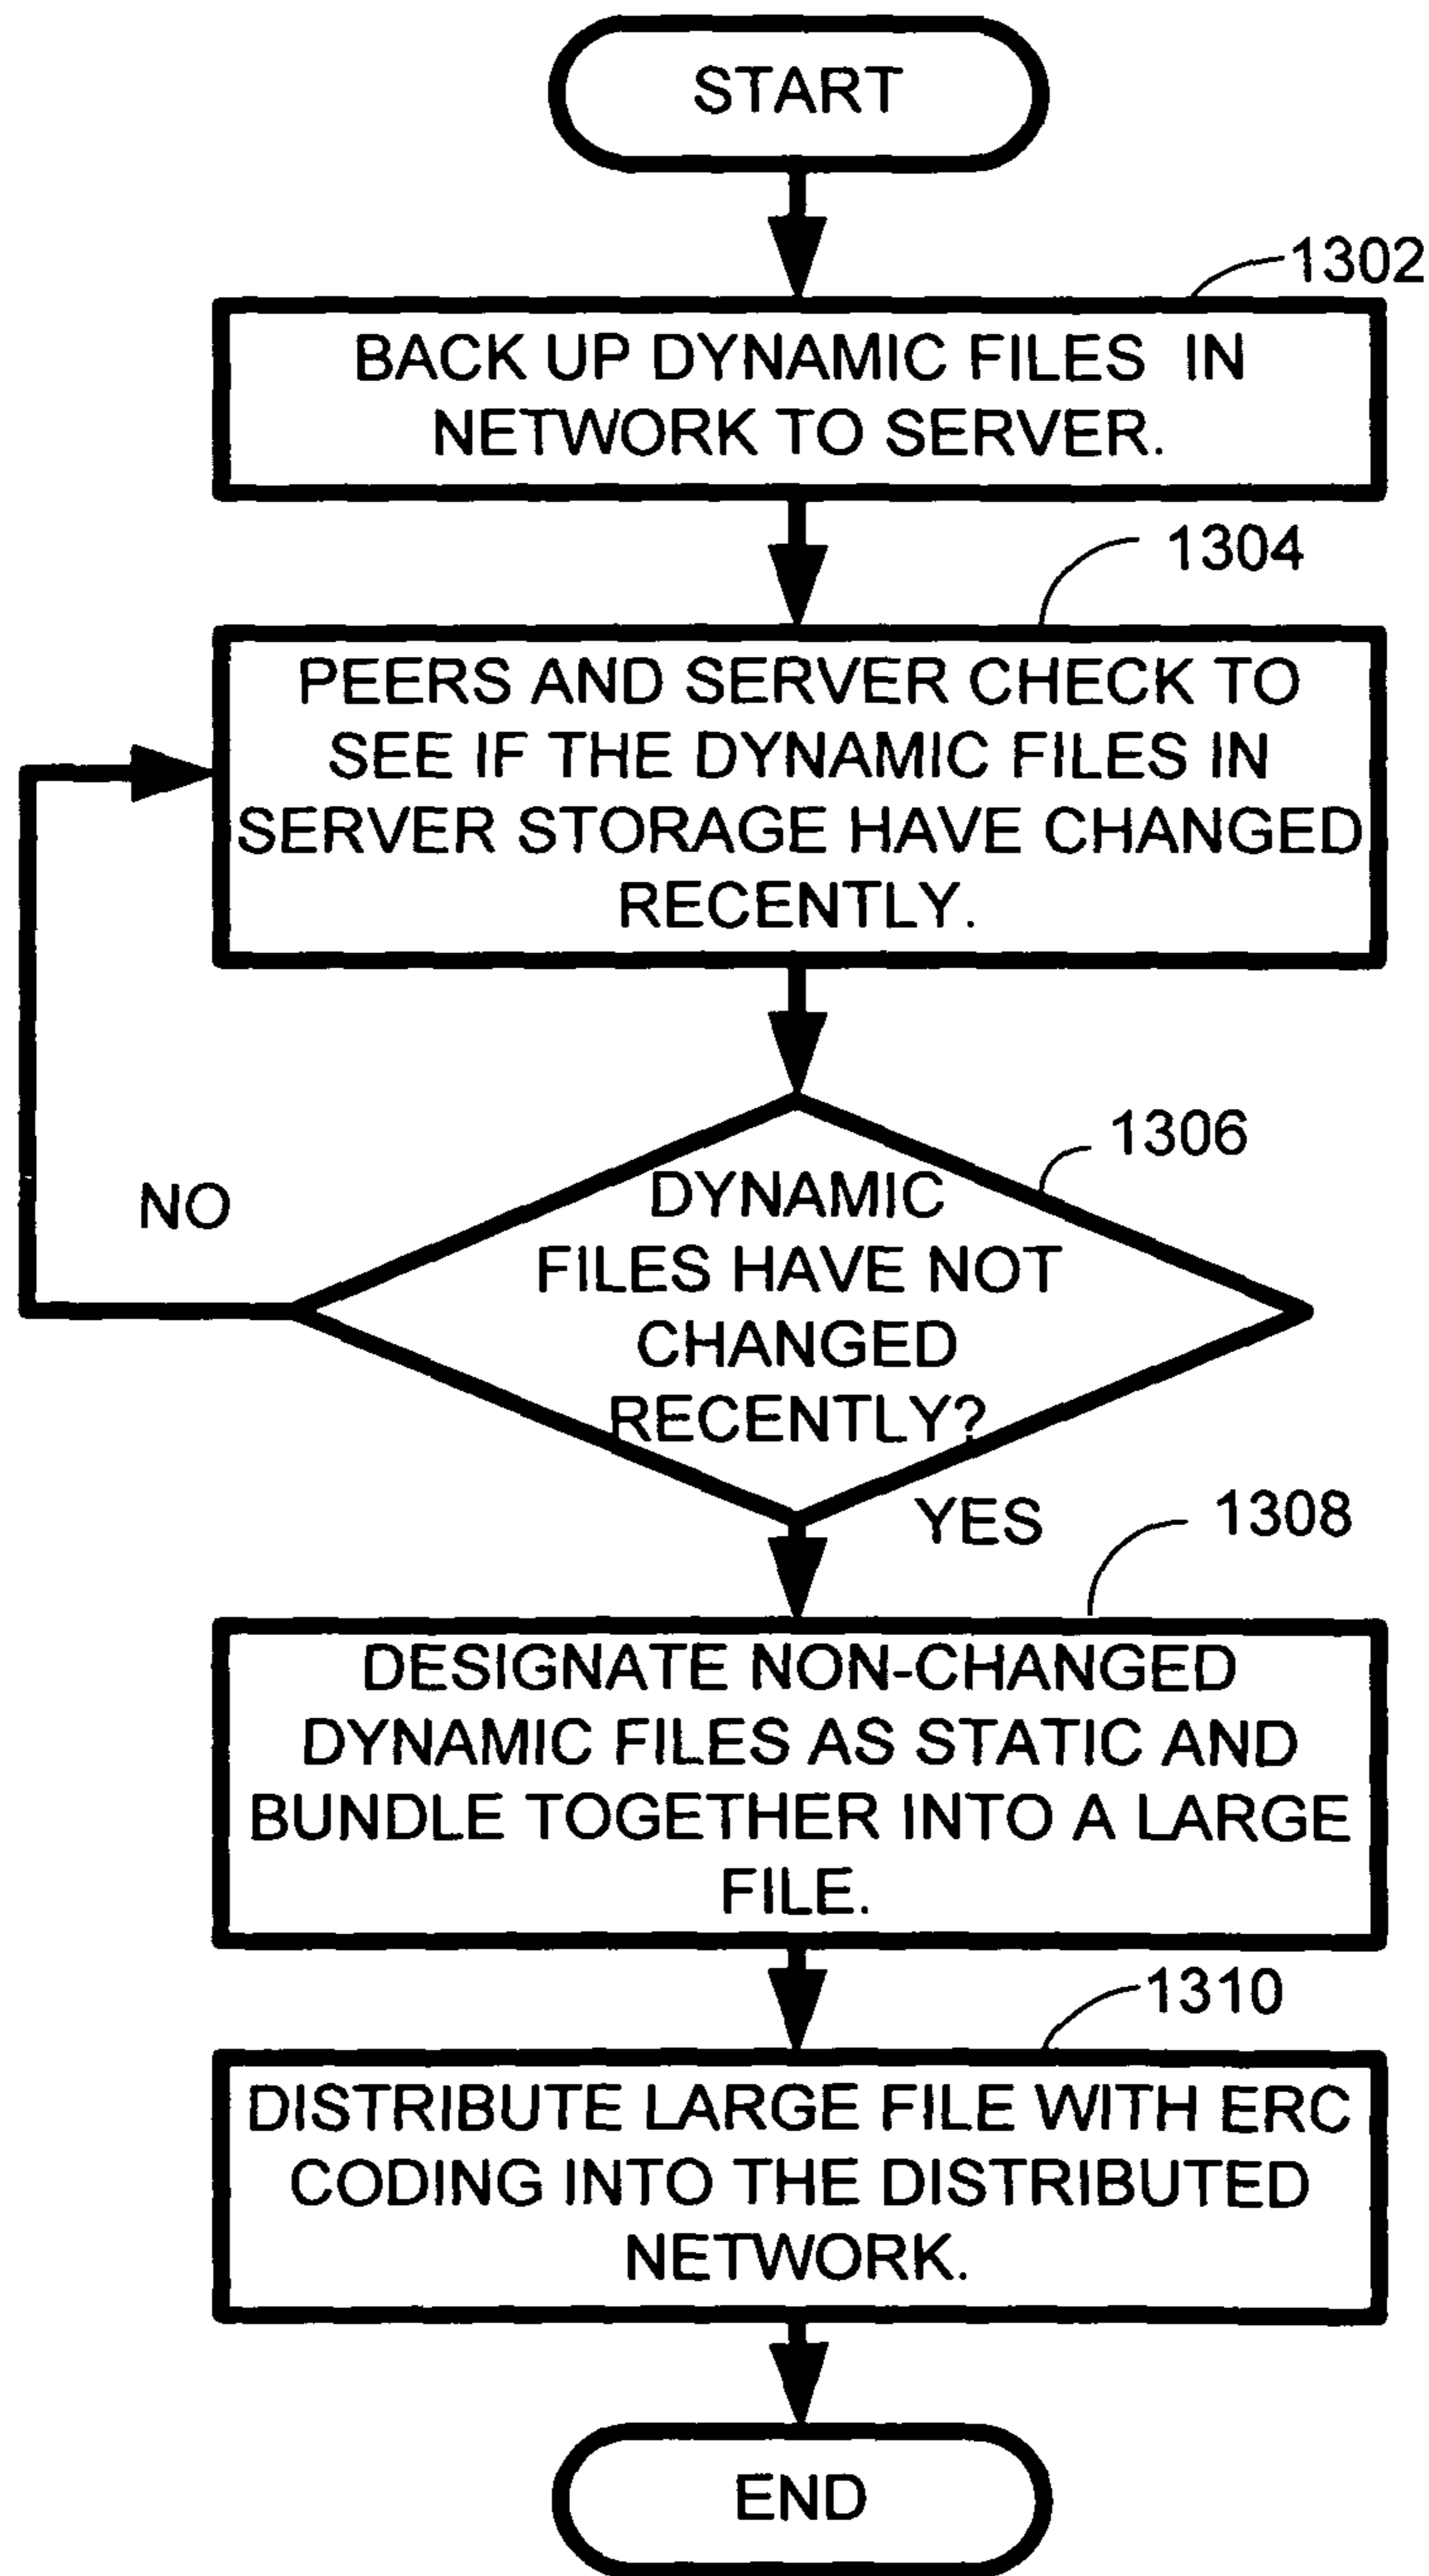 START
1302
BACK UP DYNAMIC FILES IN
NETWORK TO SERVER.
1304
PEERS AND SERVER CHECK TO
SEE IF THE DYNAMIC FILES IN
SERVER STORAGE HAVE CHANGED
RECENTLY.
1306
NO
DYNAMIC
FILES HAVE NOT
CHANGED
RECENTLY?
YES
1308
DESIGNATE NON-CHANGED
DYNAMIC FILES AS STATIC AND
BUNDLE TOGETHER INTO A LARGE
FILE.
1310
DISTRIBUTE LARGE FILE WITH ERC
CODING INTO THE DISTRIBUTED
NETWORK.
END